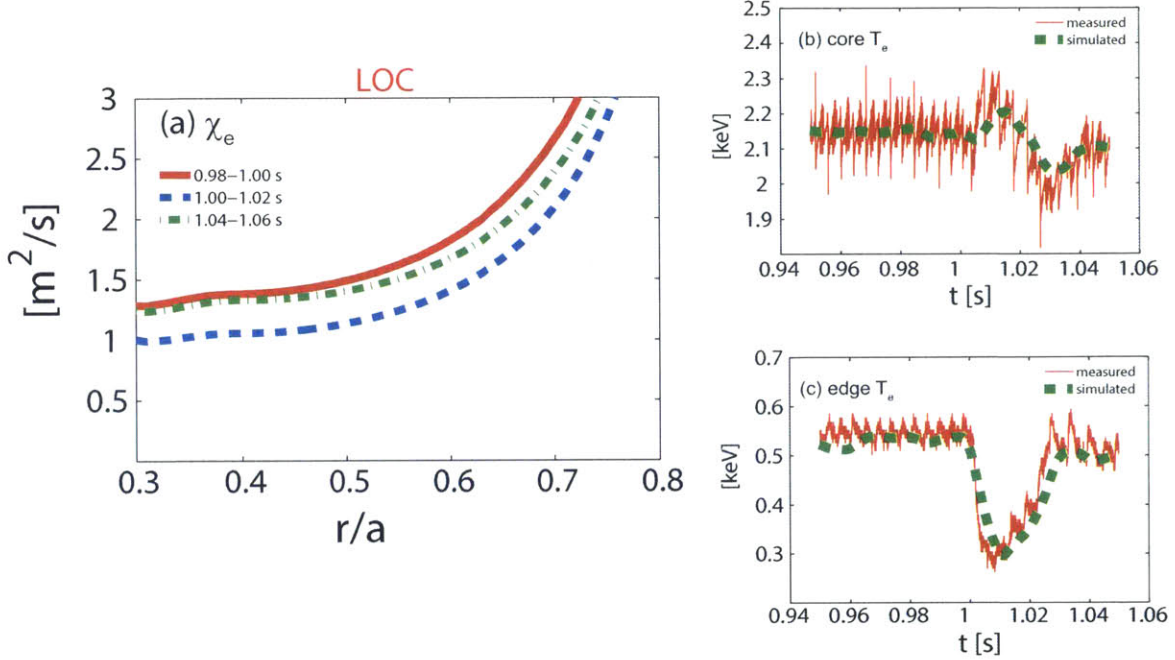 LOC
(a) χe
0.98−1.00 s
1.00−1.02 s
1.04−1.06 s
3
2.5
2
1.5
1
0.5
[m²/s]
0.3 0.4 0.5 0.6 0.7 0.8
r/a
(b) core Te
measured
simulated
2.5
2.4
2.3
2.2
2.1
2
1.9
[keV]
0.94 0.96 0.98 1 1.02 1.04 1.06
t [s]
(c) edge Te
measured
simulated
0.7
0.6
0.5
0.4
0.3
[keV]
0.94 0.96 0.98 1 1.02 1.04 1.06
t [s]